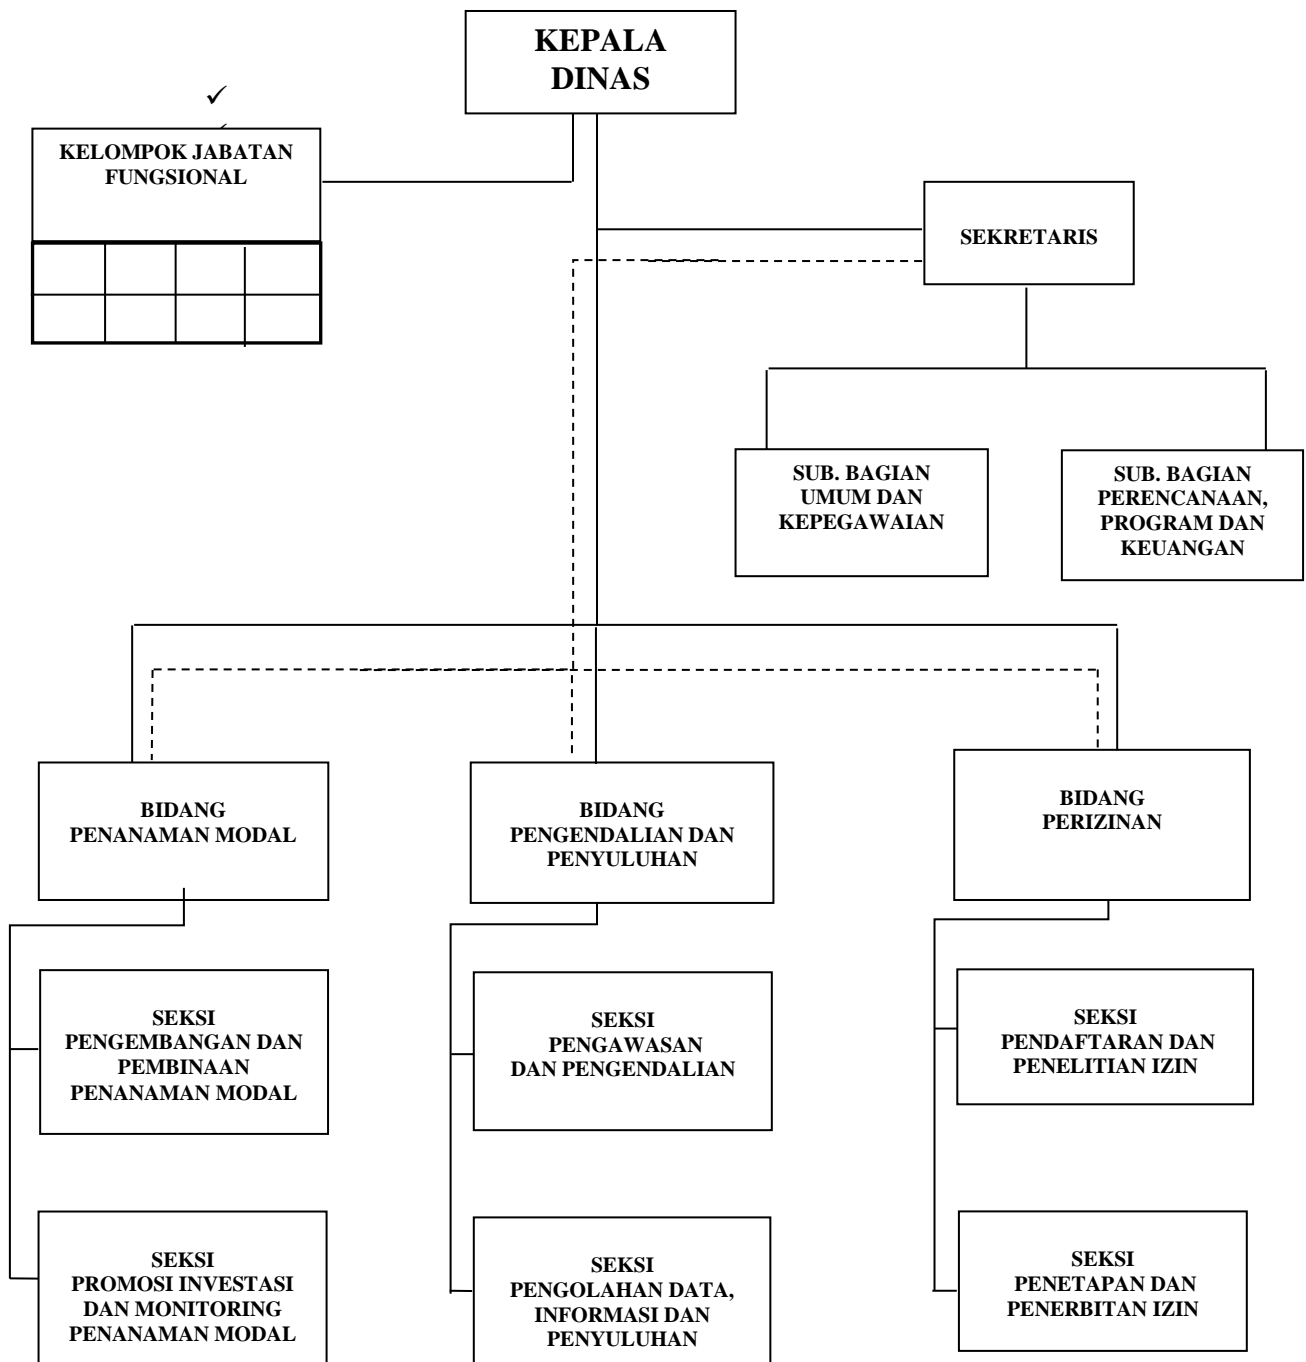 KEPALA
DINAS
✓
KELOMPOK JABATAN
FUNGSIONAL
SEKRETARIS
SUB. BAGIAN
UMUM DAN
KEPEGAWAIAN
SUB. BAGIAN
PERENCANAAN,
PROGRAM DAN
KEUANGAN
BIDANG
PENANAMAN MODAL
BIDANG
PENGENDALIAN DAN
PENYULUHAN
BIDANG
PERIZINAN
SEKSI
PENGEMBANGAN DAN
PEMBINAAN
PENANAMAN MODAL
SEKSI
PENGAWASAN
DAN PENGENDALIAN
SEKSI
PENDAFTARAN DAN
PENELITIAN IZIN
SEKSI
PROMOSI INVESTASI
DAN MONITORING
PENANAMAN MODAL
SEKSI
PENGOLAHAN DATA,
INFORMASI DAN
PENYULUHAN
SEKSI
PENETAPAN DAN
PENERBITAN IZIN